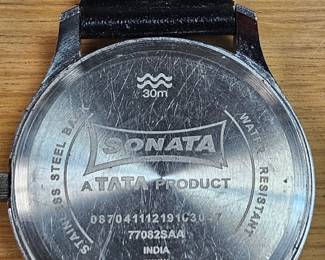 30m
SONATA
A TATA PRODUCT
STAINLESS STEEL BACK
WATER RESISTANT
77082SAA
INDIA